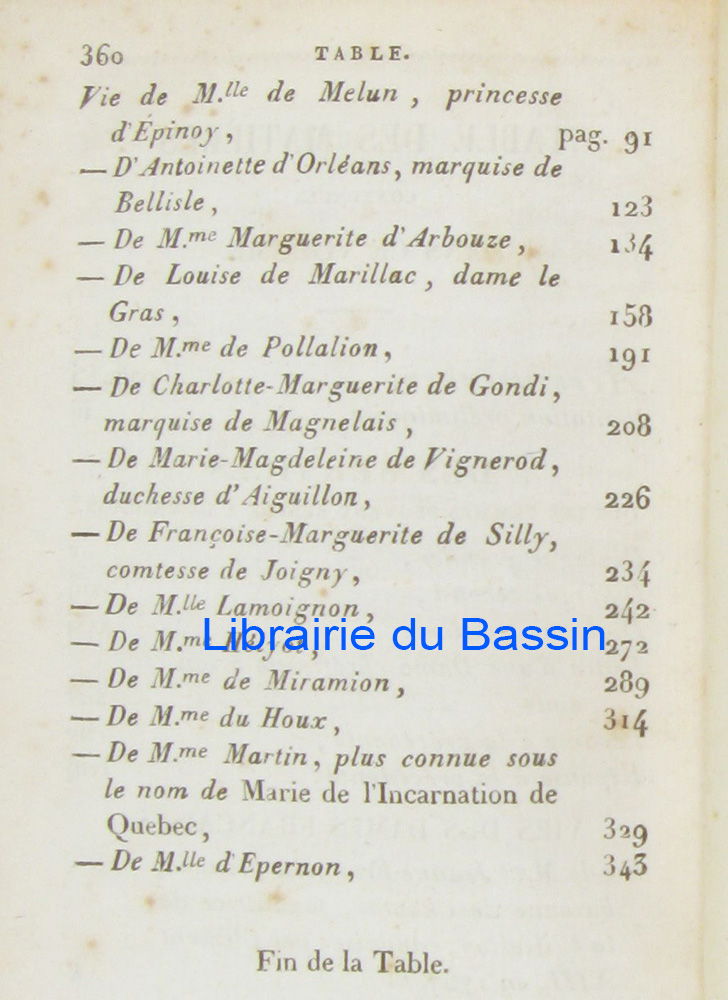 360 TABLE.
Vie de M.lle de Melun , princesse
d'Épinoy , pag. 91
— D'Antoinette d'Orléans, marquise de
Bellisle , 123
— De M.me Marguerite d'Arbouze , 134
— De Louise de Marillac , dame le
Gras , 158
— De M.me de Pollalion , 191
— De Charlotte-Marguerite de Gondi ,
marquise de Magnelais , 208
— De Marie-Magdeleine de Vignerod ,
duchesse d'Aiguillon , 226
— De Françoise-Marguerite de Silly,
comtesse de Joigny , 234
— De M.lle Lamoignon , 242
— De M.me Hélyot , 272
Librairie du Bassin
— De M.me de Miramion , 289
— De M.me du Houx , 314
— De M.me Martin , plus connue sous
le nom de Marie de l'Incarnation de
Quebec , 329
— De M.lle d'Epernon , 343
Fin de la Table.